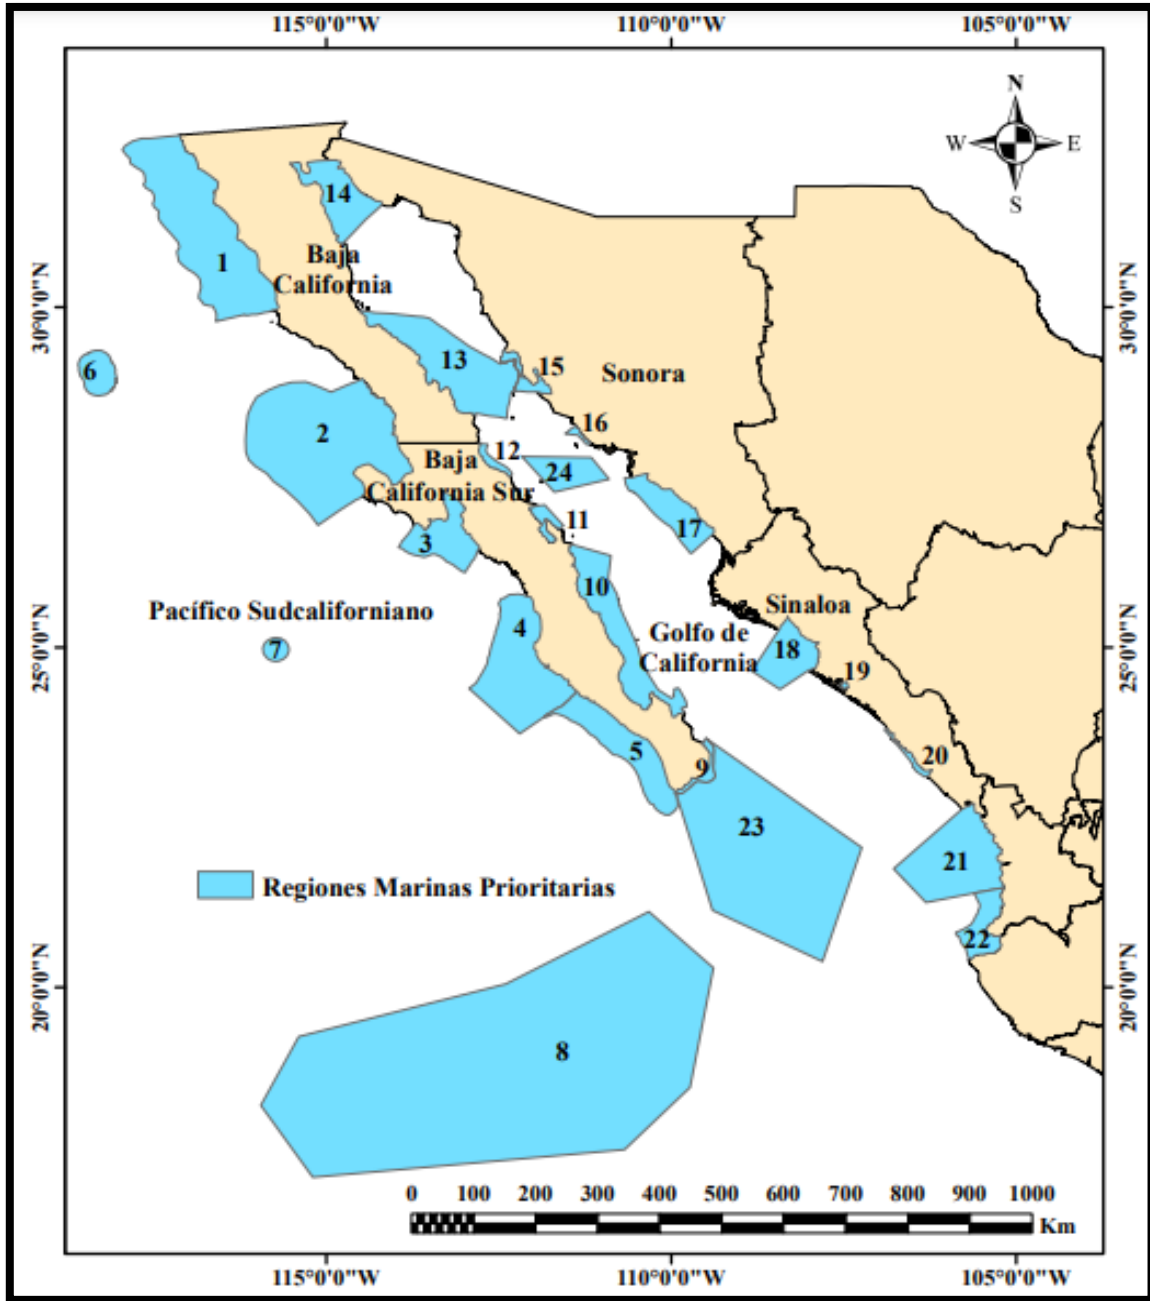 115°0'0"W 110°0'0"W 105°0'0"W
N
W E
S
14
Baja
California
1
30°0'0"N 30°0'0"N
13
15
6
Sonora
16
2
12
Baja
24
California Sur
11
17
3
10
Pacífico Sudcaliforniano
Sinaloa
4
Golfo de
California
18
7
25°0'0"N 25°0'0"N
19
5
20
9
23
21
Regiones Marinas Prioritarias
22
20°0'0"N 20°0'0"N
8
0 100 200 300 400 500 600 700 800 900 1000
Km
115°0'0"W 110°0'0"W 105°0'0"W